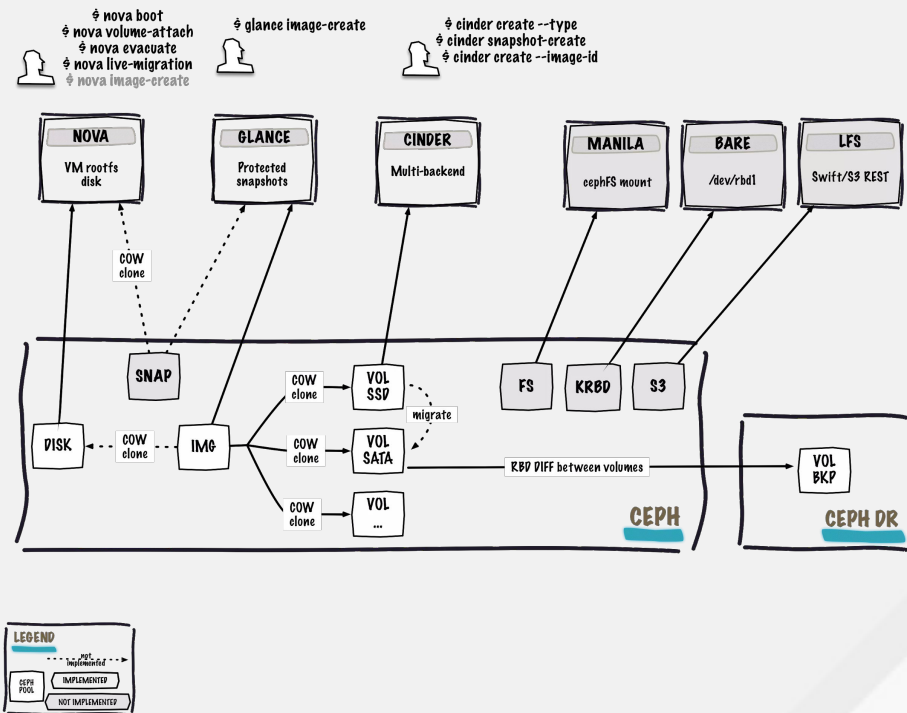 $ nova boot
$ nova volume-attach
$ nova evacuate
$ nova live-migration
$ nova image-create
$ glance image-create
$ cinder create --type
$ cinder snapshot-create
$ cinder create --image-id
NOVA
VM rootfs
disk
GLANCE
Protected
snapshots
CINDER
Multi-backend
MANILA
cephFS mount
BARE
/dev/rbd1
LFS
Swift/S3 REST
COW
clone
SNAP
COW
clone
VOL
SSD
FS
KRBD
S3
migrate
DISK
COW
clone
IMG
COW
clone
VOL
SATA
RBD DIFF between volumes
VOL
BKP
COW
clone
VOL
...
CEPH
CEPH DR
LEGEND
not
implemented
CEPH
POOL
IMPLEMENTED
NOT IMPLEMENTED